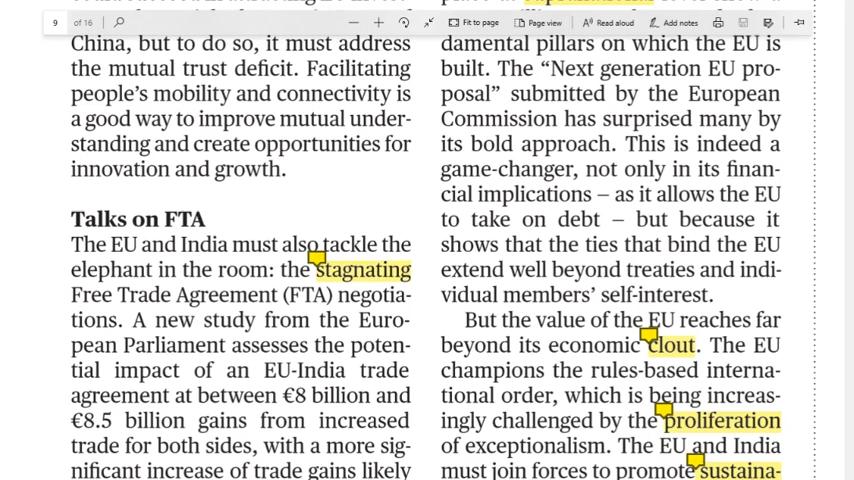 9 of 16
Fit to page
Page view
Read aloud
Add notes
China, but to do so, it must address
the mutual trust deficit. Facilitating
people's mobility and connectivity is
a good way to improve mutual under-
standing and create opportunities for
innovation and growth.
Talks on FTA
The EU and India must also tackle the
elephant in the room: the stagnating
Free Trade Agreement (FTA) negotia-
tions. A new study from the Euro-
pean Parliament assesses the poten-
tial impact of an EU-India trade
agreement at between €8 billion and
€8.5 billion gains from increased
trade for both sides, with a more sig-
nificant increase of trade gains likely
damental pillars on which the EU is
built. The “Next generation EU pro-
posal” submitted by the European
Commission has surprised many by
its bold approach. This is indeed a
game-changer, not only in its finan-
cial implications — as it allows the EU
to take on debt — but because it
shows that the ties that bind the EU
extend well beyond treaties and indi-
vidual members' self-interest.
But the value of the EU reaches far
beyond its economic clout. The EU
champions the rules-based interna-
tional order, which is being increas-
ingly challenged by the proliferation
of exceptionalism. The EU and India
must join forces to promote sustaina-